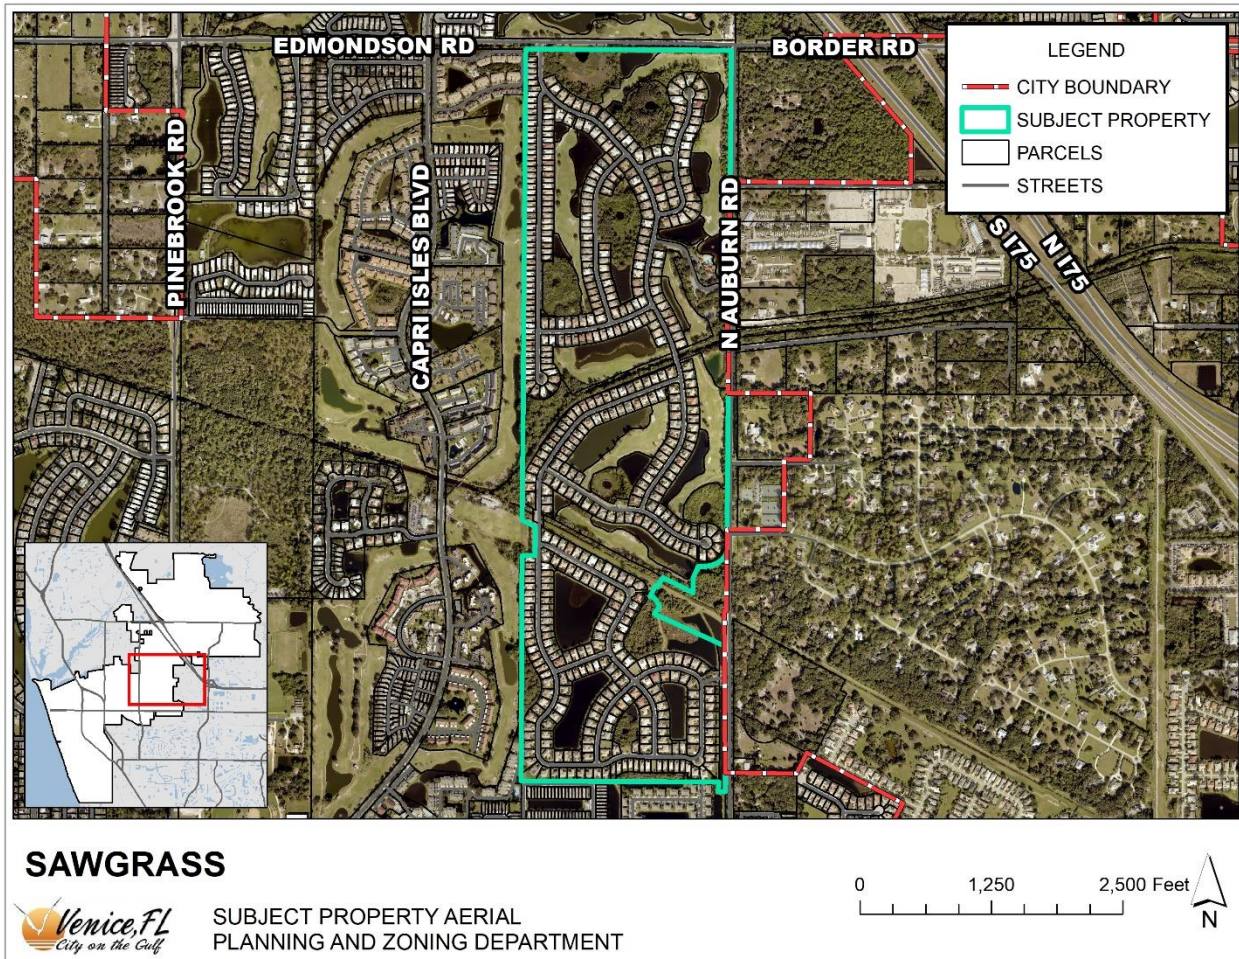 EDMONDSON RD
BORDER RD
LEGEND
CITY BOUNDARY
SUBJECT PROPERTY
PARCELS
STREETS
PINEBROOK RD
CAPRI ISLES BLVD
N AUBURN RD
S I75
N I75
SAWGRASS
0 1,250 2,500 Feet
Venice, FL
City on the Gulf
SUBJECT PROPERTY AERIAL
PLANNING AND ZONING DEPARTMENT
N